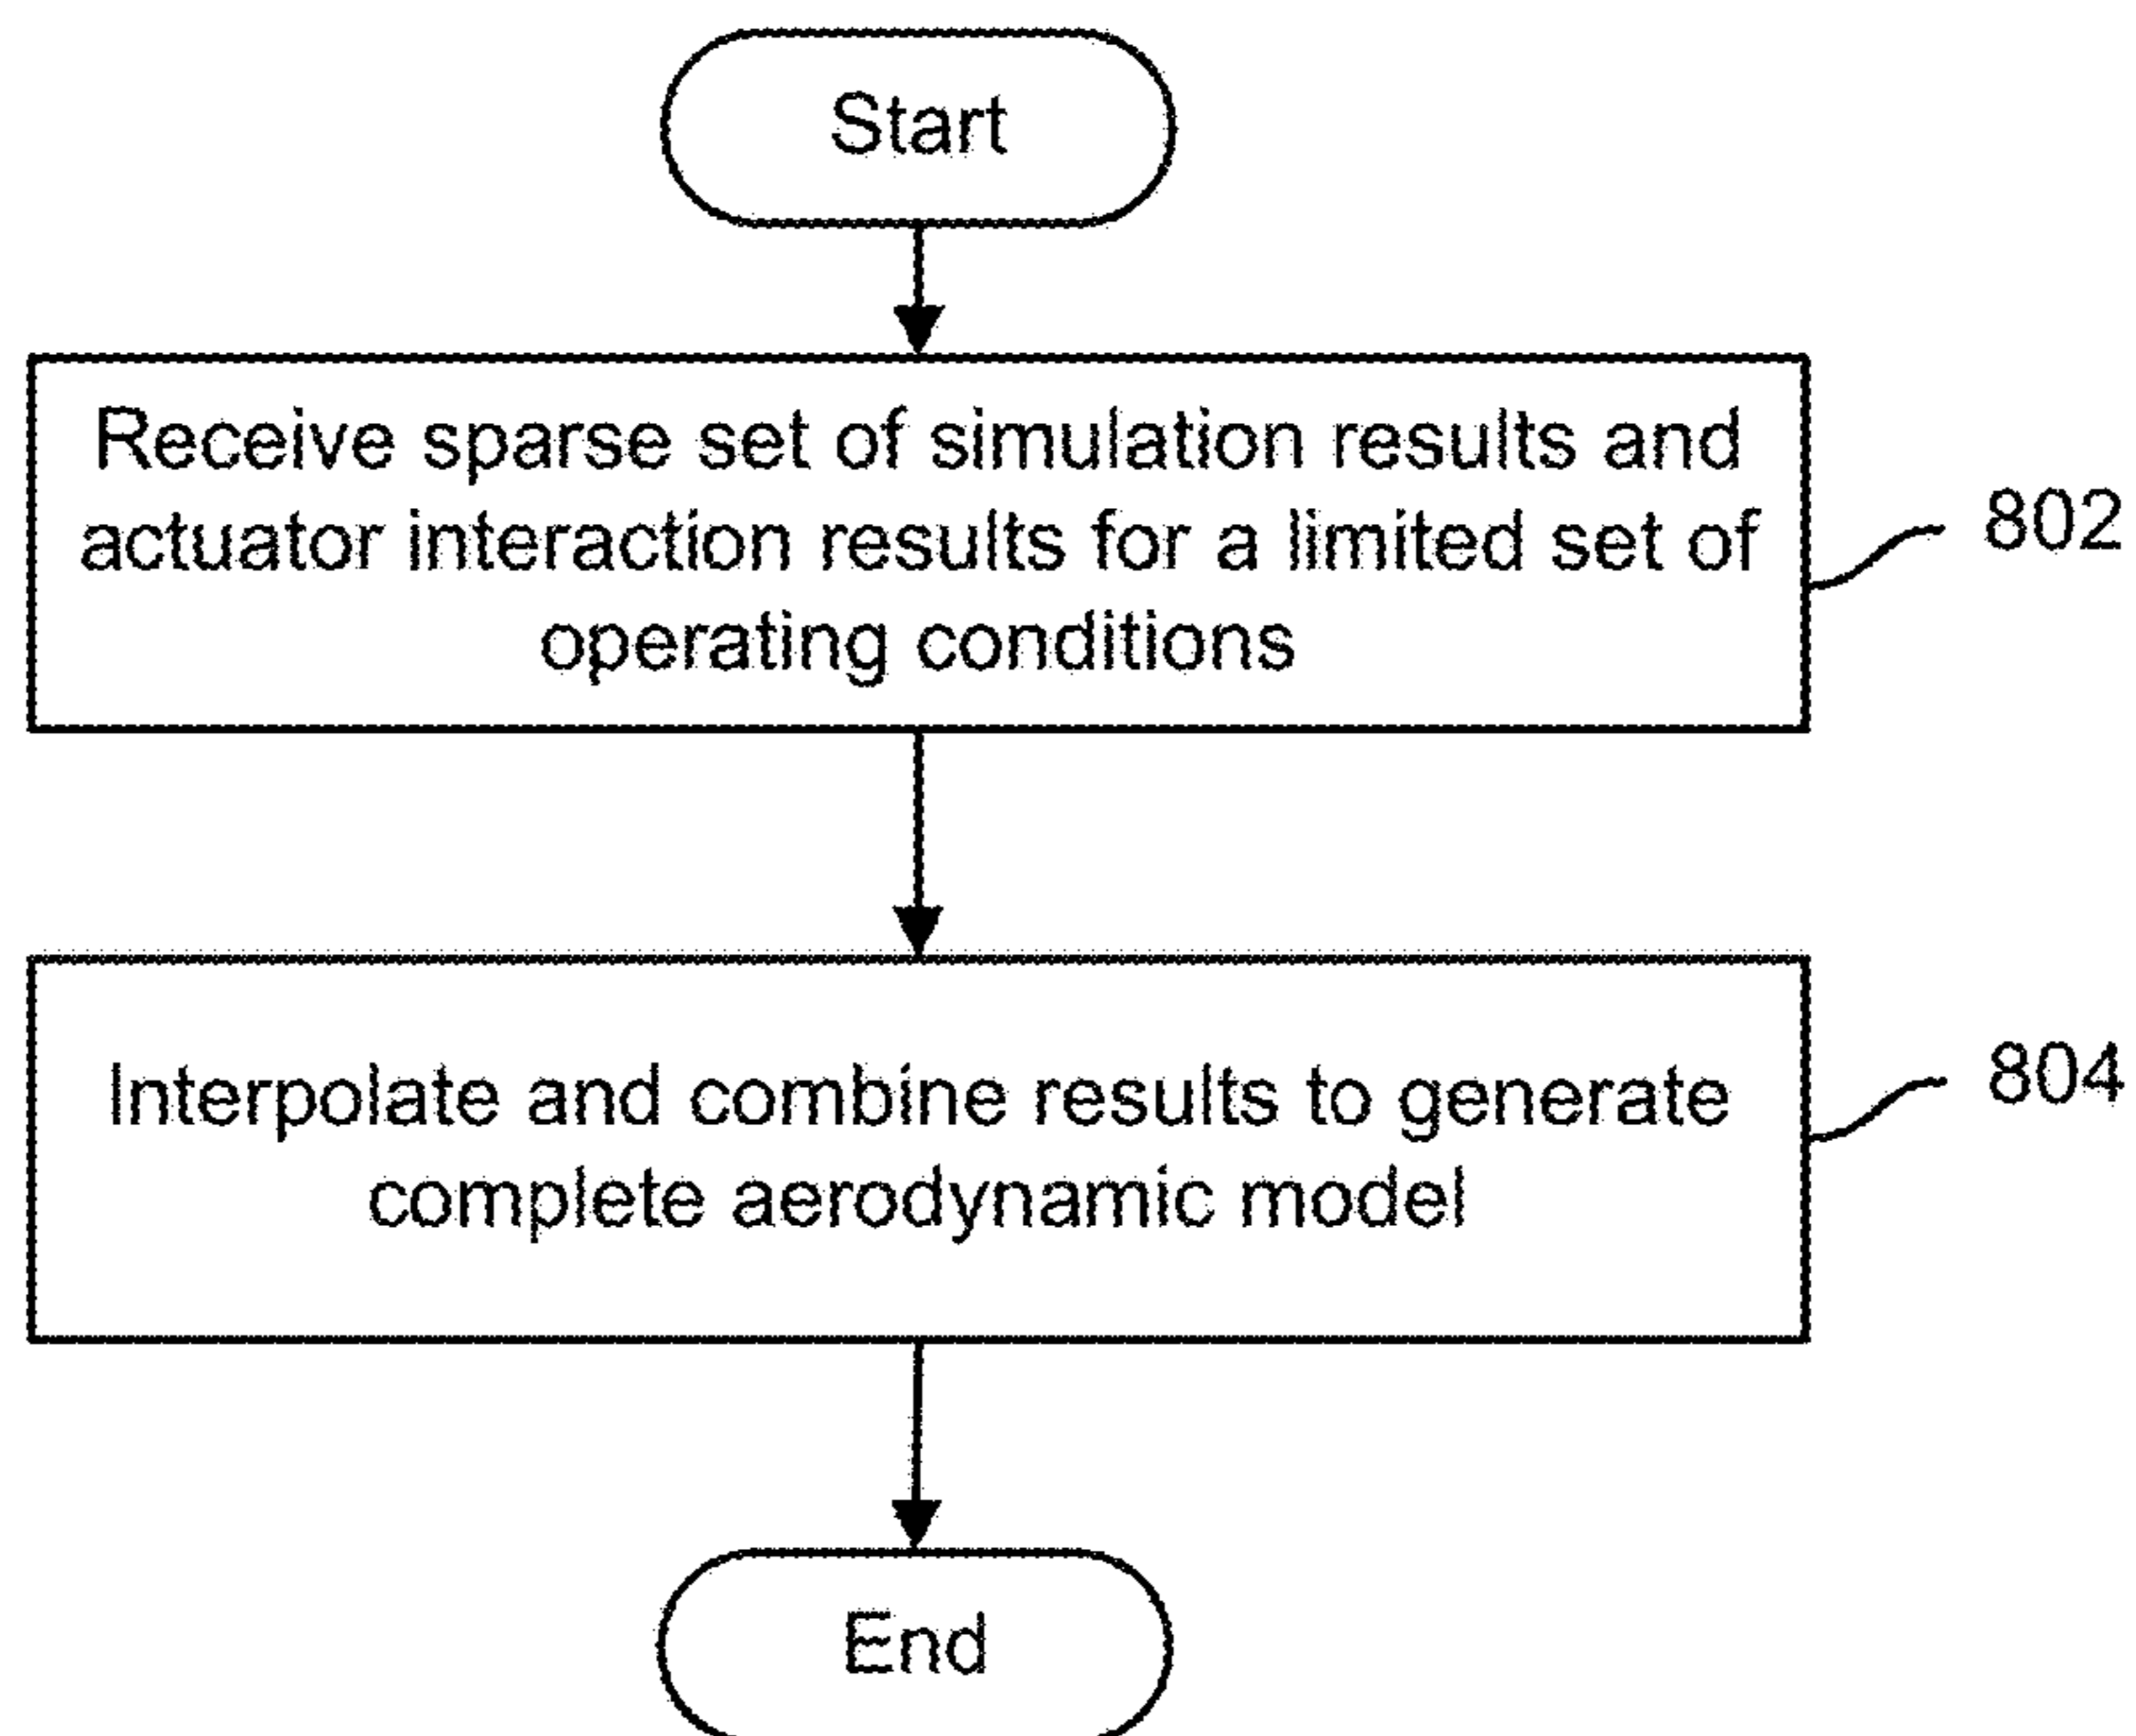 Start
Receive sparse set of simulation results and
actuator interaction results for a limited set of
operating conditions
802
Interpolate and combine results to generate
complete aerodynamic model
804
End